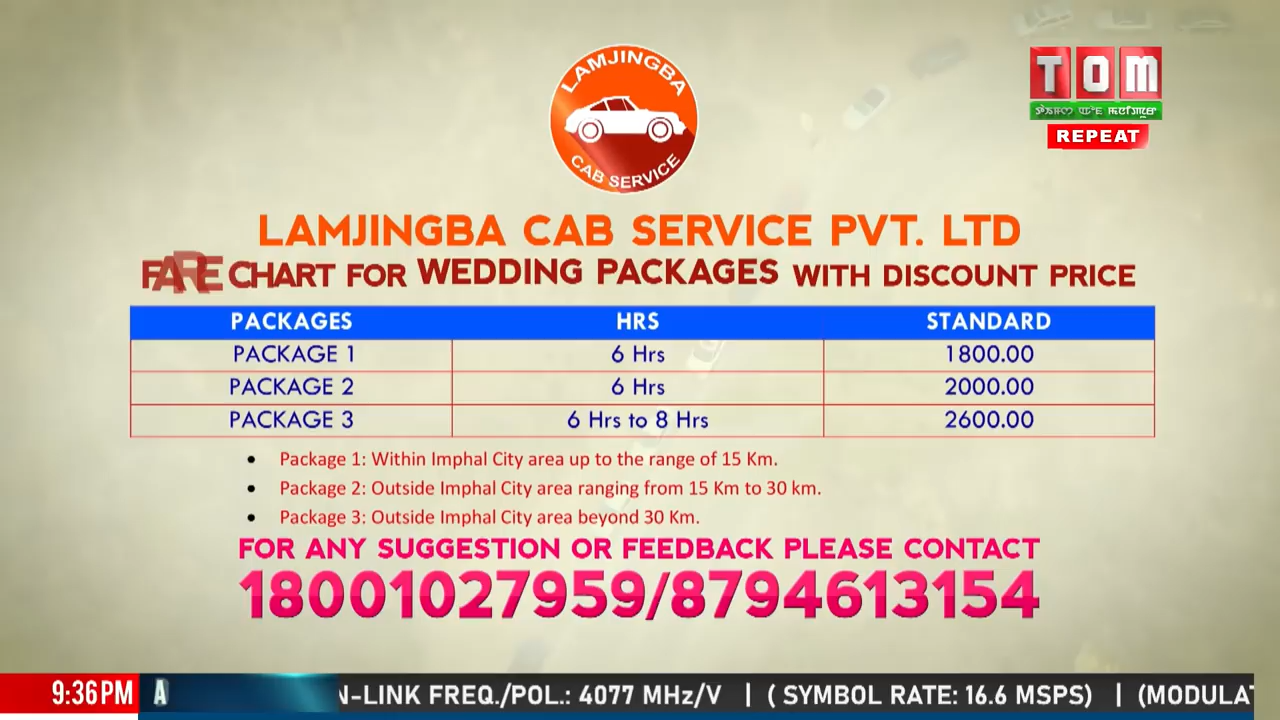 LAMJINGBA
CAB SERVICE
TOM
REPEAT
LAMJINGBA CAB SERVICE PVT. LTD
FARE CHART FOR WEDDING PACKAGES WITH DISCOUNT PRICE
PACKAGES HRS STANDARD
PACKAGE 1 6 Hrs 1800.00
PACKAGE 2 6 Hrs 2000.00
PACKAGE 3 6 Hrs to 8 Hrs 2600.00
• Package 1: Within Imphal City area up to the range of 15 Km.
• Package 2: Outside Imphal City area ranging from 15 Km to 30 km.
• Package 3: Outside Imphal City area beyond 30 Km.
FOR ANY SUGGESTION OR FEEDBACK PLEASE CONTACT
18001027959/8794613154
9:36PM A N-LINK FREQ./POL.: 4077 MHz/V | ( SYMBOL RATE: 16.6 MSPS) | (MODULAT